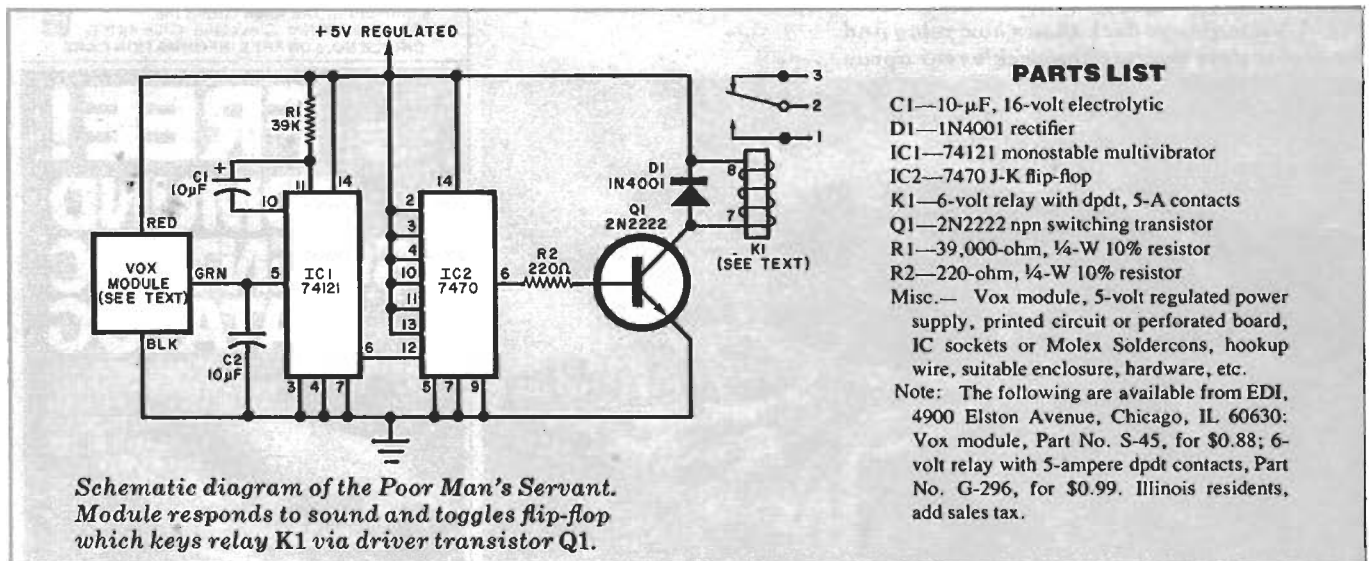 +5V REGULATED
R1
39K
C1
10µF
+
11
14
10
RED
VOX
MODULE
(SEE TEXT)
GRN
5
BLK
C2
10µF
IC1
74121
6
3 4 7
14
2
3
4
10
11
13
12
IC2
7470
6
5 7 9
R2
220Ω
Q1
2N2222
D1
1N4001
8
7
K1
(SEE TEXT)
3
2
1
Schematic diagram of the Poor Man's Servant.
Module responds to sound and toggles flip-flop
which keys relay K1 via driver transistor Q1.
PARTS LIST
C1—10-µF, 16-volt electrolytic
D1—1N4001 rectifier
IC1—74121 monostable multivibrator
IC2—7470 J-K flip-flop
K1—6-volt relay with dpdt, 5-A contacts
Q1—2N2222 npn switching transistor
R1—39,000-ohm, ¼-W 10% resistor
R2—220-ohm, ¼-W 10% resistor
Misc.— Vox module, 5-volt regulated power
supply, printed circuit or perforated board,
IC sockets or Molex Soldercons, hookup
wire, suitable enclosure, hardware, etc.
Note: The following are available from EDI,
4900 Elston Avenue, Chicago, IL 60630:
Vox module, Part No. S-45, for $0.88; 6-
volt relay with 5-ampere dpdt contacts, Part
No. G-296, for $0.99. Illinois residents,
add sales tax.